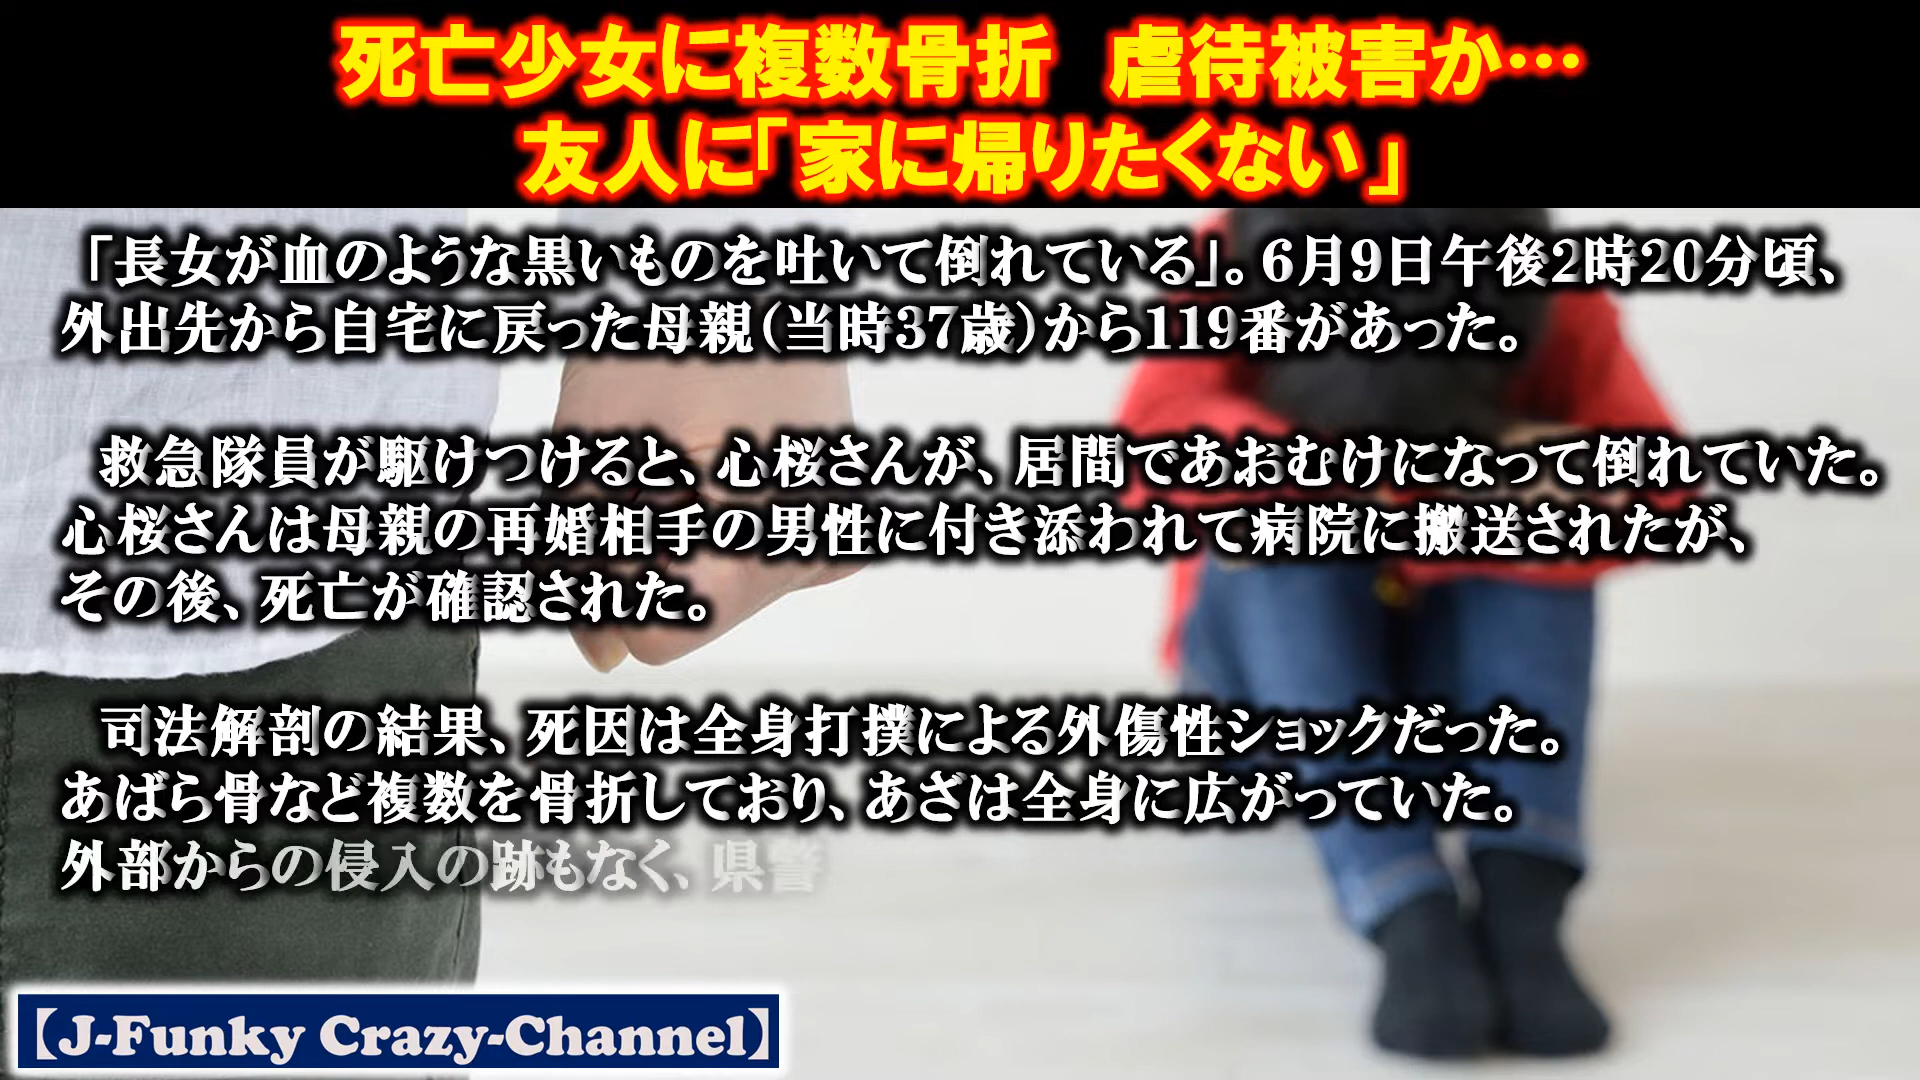 死亡少女に複数骨折　虐待被害か…
友人に「家に帰りたくない」
「長女が血のような黒いものを吐いて倒れている」。6月9日午後2時20分頃、
外出先から自宅に戻った母親（当時37歳）から119番があった。
救急隊員が駆けつけると、心桜さんが、居間であおむけになって倒れていた。
心桜さんは母親の再婚相手の男性に付き添われて病院に搬送されたが、
その後、死亡が確認された。
司法解剖の結果、死因は全身打撲による外傷性ショックだった。
あばら骨など複数を骨折しており、あざは全身に広がっていた。
外部からの侵入の跡もなく、県警
【J-Funky Crazy-Channel】